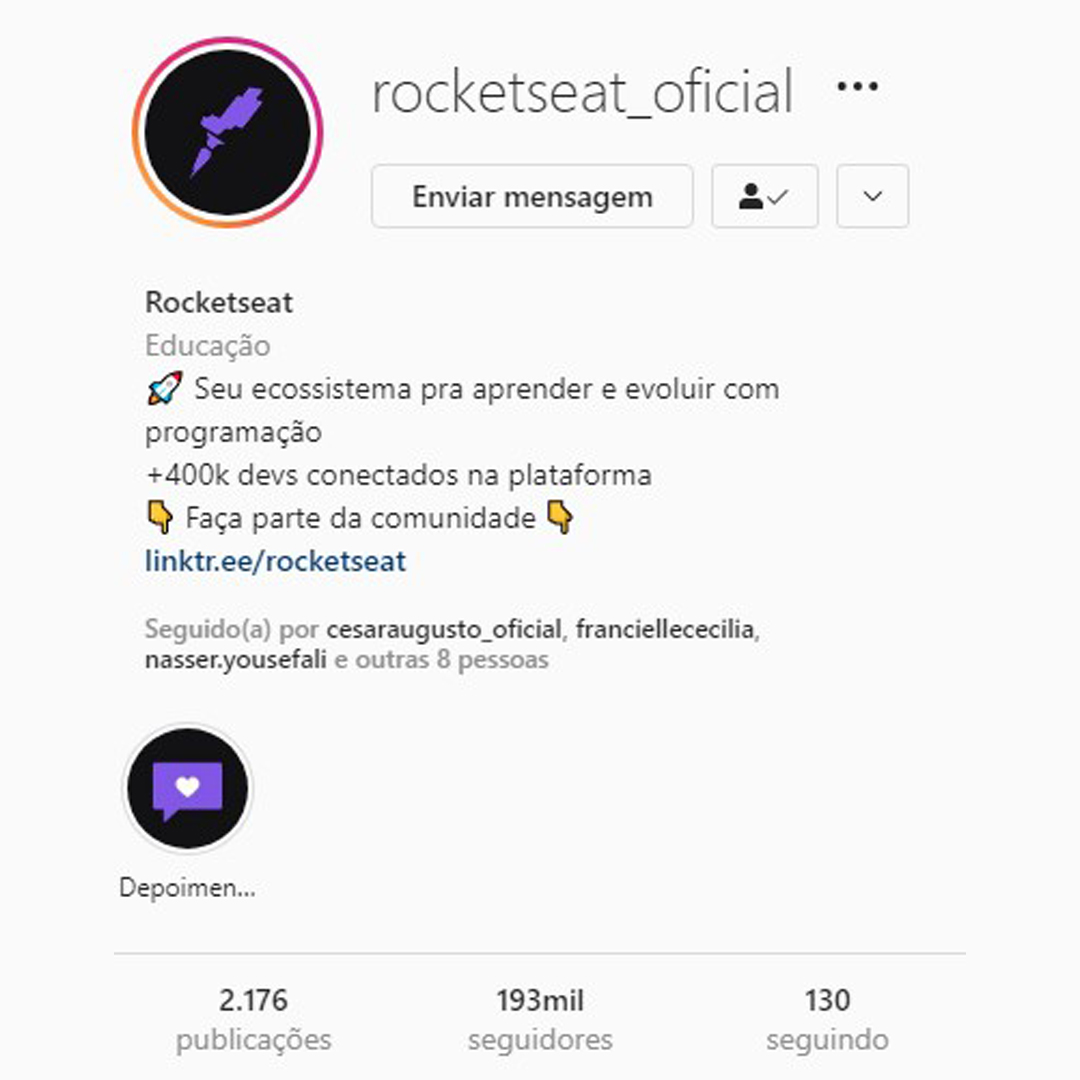 rocketseat_oficial
Enviar mensagem
Rocketseat
Educação
🚀 Seu ecossistema pra aprender e evoluir com
programação
+400k devs conectados na plataforma
👇 Faça parte da comunidade 👇
linktr.ee/rocketseat
Seguido(a) por cesaraugusto_oficial, franciellececilia,
nasser.yousefali e outras 8 pessoas
Depoimen...
2.176 193mil 130
publicações seguidores seguindo